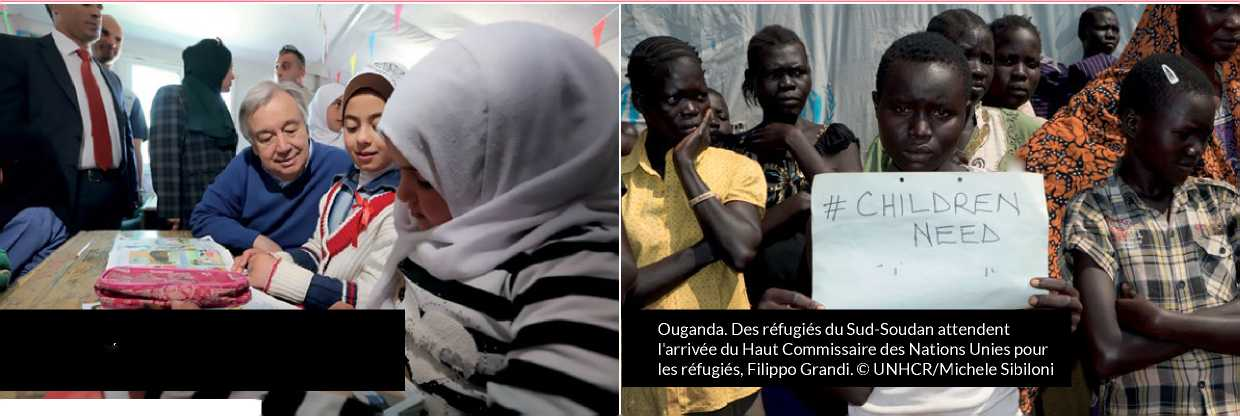 # CHILDREN
NEED
Ouganda. Des réfugiés du Sud-Soudan attendent
l'arrivée du Haut Commissaire des Nations Unies pour
les réfugiés, Filippo Grandi. © UNHCR/Michele Sibiloni